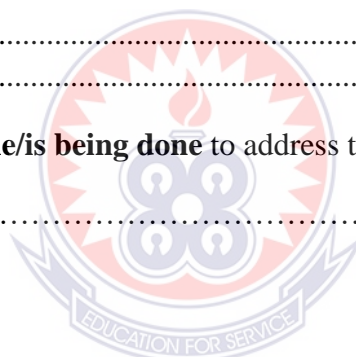 ................................................................
................................................................
e/is being done to address t
................................................
EDUCATION FOR SERVICE